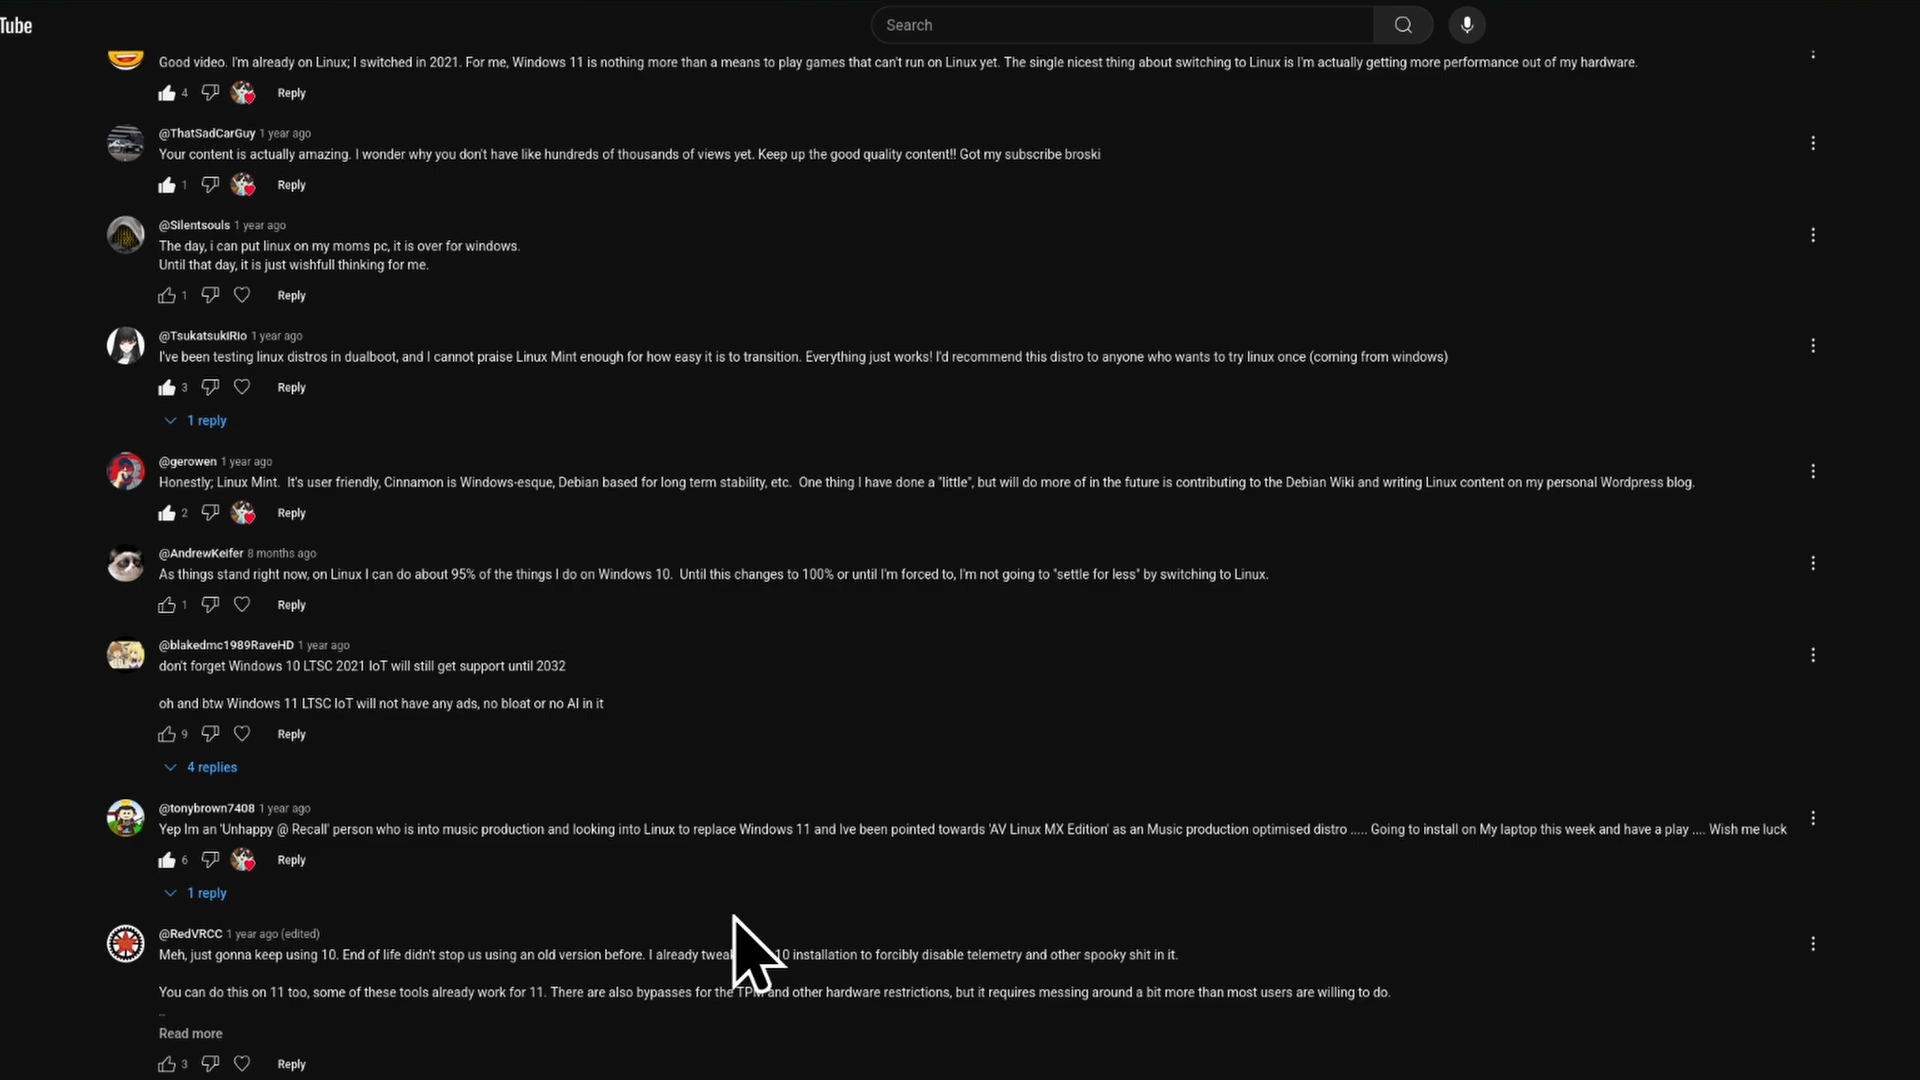 Tube
Search
Good video. I'm already on Linux; I switched in 2021. For me, Windows 11 is nothing more than a means to play games that can't run on Linux yet. The single nicest thing about switching to Linux is I'm actually getting more performance out of my hardware.
4 Reply
@ThatSadCarGuy 1 year ago
Your content is actually amazing. I wonder why you don't have like hundreds of thousands of views yet. Keep up the good quality content!! Got my subscribe broski
1 Reply
@Silentsouls 1 year ago
The day, i can put linux on my moms pc, it is over for windows.
Until that day, it is just wishfull thinking for me.
1 Reply
@TsukatsukiRio 1 year ago
I've been testing linux distros in dualboot, and I cannot praise Linux Mint enough for how easy it is to transition. Everything just works! I'd recommend this distro to anyone who wants to try linux once (coming from windows)
3 Reply
1 reply
@gerowen 1 year ago
Honestly; Linux Mint. It's user friendly, Cinnamon is Windows-esque, Debian based for long term stability, etc. One thing I have done a "little", but will do more of in the future is contributing to the Debian Wiki and writing Linux content on my personal Wordpress blog.
2 Reply
@AndrewKeifer 8 months ago
As things stand right now, on Linux I can do about 95% of the things I do on Windows 10. Until this changes to 100% or until I'm forced to, I'm not going to "settle for less" by switching to Linux.
1 Reply
@blakedmc1989RaveHD 1 year ago
don't forget Windows 10 LTSC 2021 IoT will still get support until 2032
oh and btw Windows 11 LTSC IoT will not have any ads, no bloat or no AI in it
9 Reply
4 replies
@tonybrown7408 1 year ago
Yep Im an 'Unhappy @ Recall' person who is into music production and looking into Linux to replace Windows 11 and Ive been pointed towards 'AV Linux MX Edition' as an Music production optimised distro ..... Going to install on My laptop this week and have a play .... Wish me luck
6 Reply
1 reply
@RedVRCC 1 year ago (edited)
Meh, just gonna keep using 10. End of life didn't stop us using an old version before. I already 10 installation to forcibly disable telemetry and other spooky shit in it.
You can do this on 11 too, some of these tools already work for 11. There are also bypasses for the and other hardware restrictions, but it requires messing around a bit more than most users are willing to do.
Read more
3 Reply